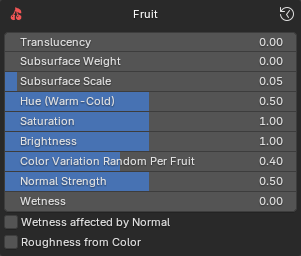 Fruit
Translucency 0.00
Subsurface Weight 0.00
Subsurface Scale 0.05
Hue (Warm-Cold) 0.50
Saturation 1.00
Brightness 1.00
Color Variation Random Per Fruit 0.40
Normal Strength 0.50
Wetness 0.00
Wetness affected by Normal
Roughness from Color